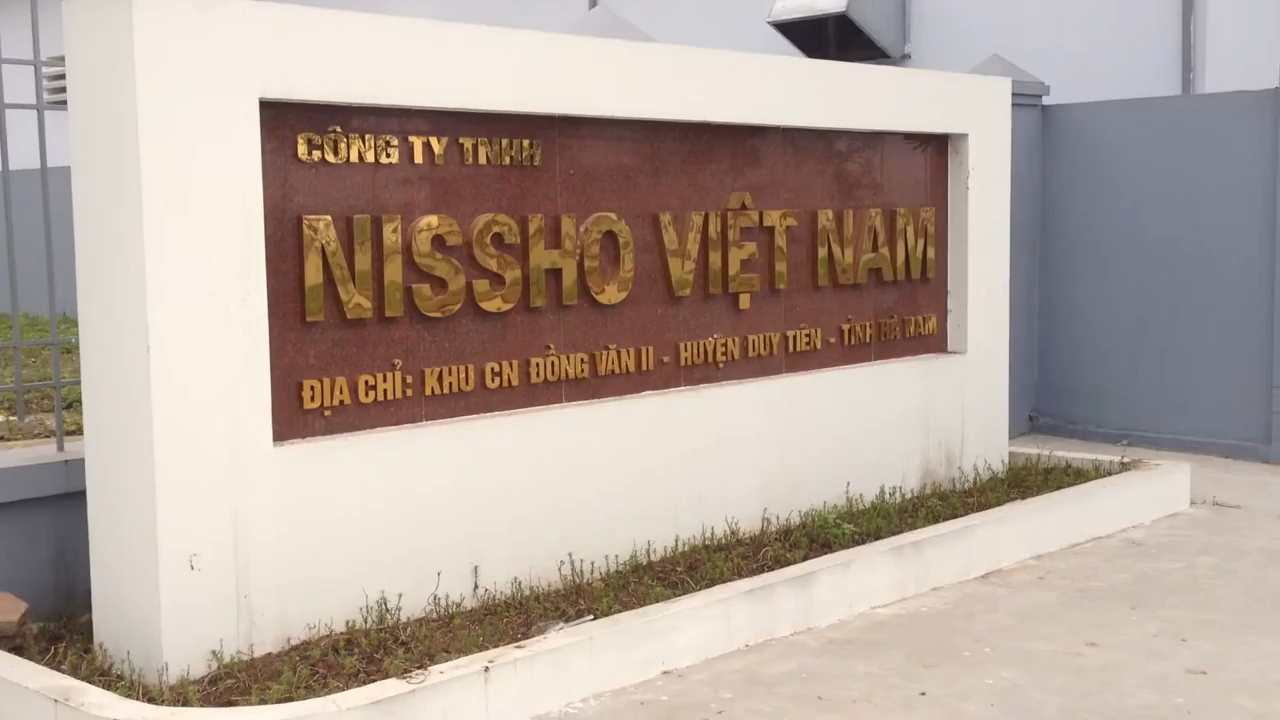 CÔNG TY TNHH
NISSHO VIỆT NAM
ĐỊA CHỈ: KHU CN ĐỒNG VĂN II - HUYỆN DUY TIÊN - TỈNH HÀ NAM